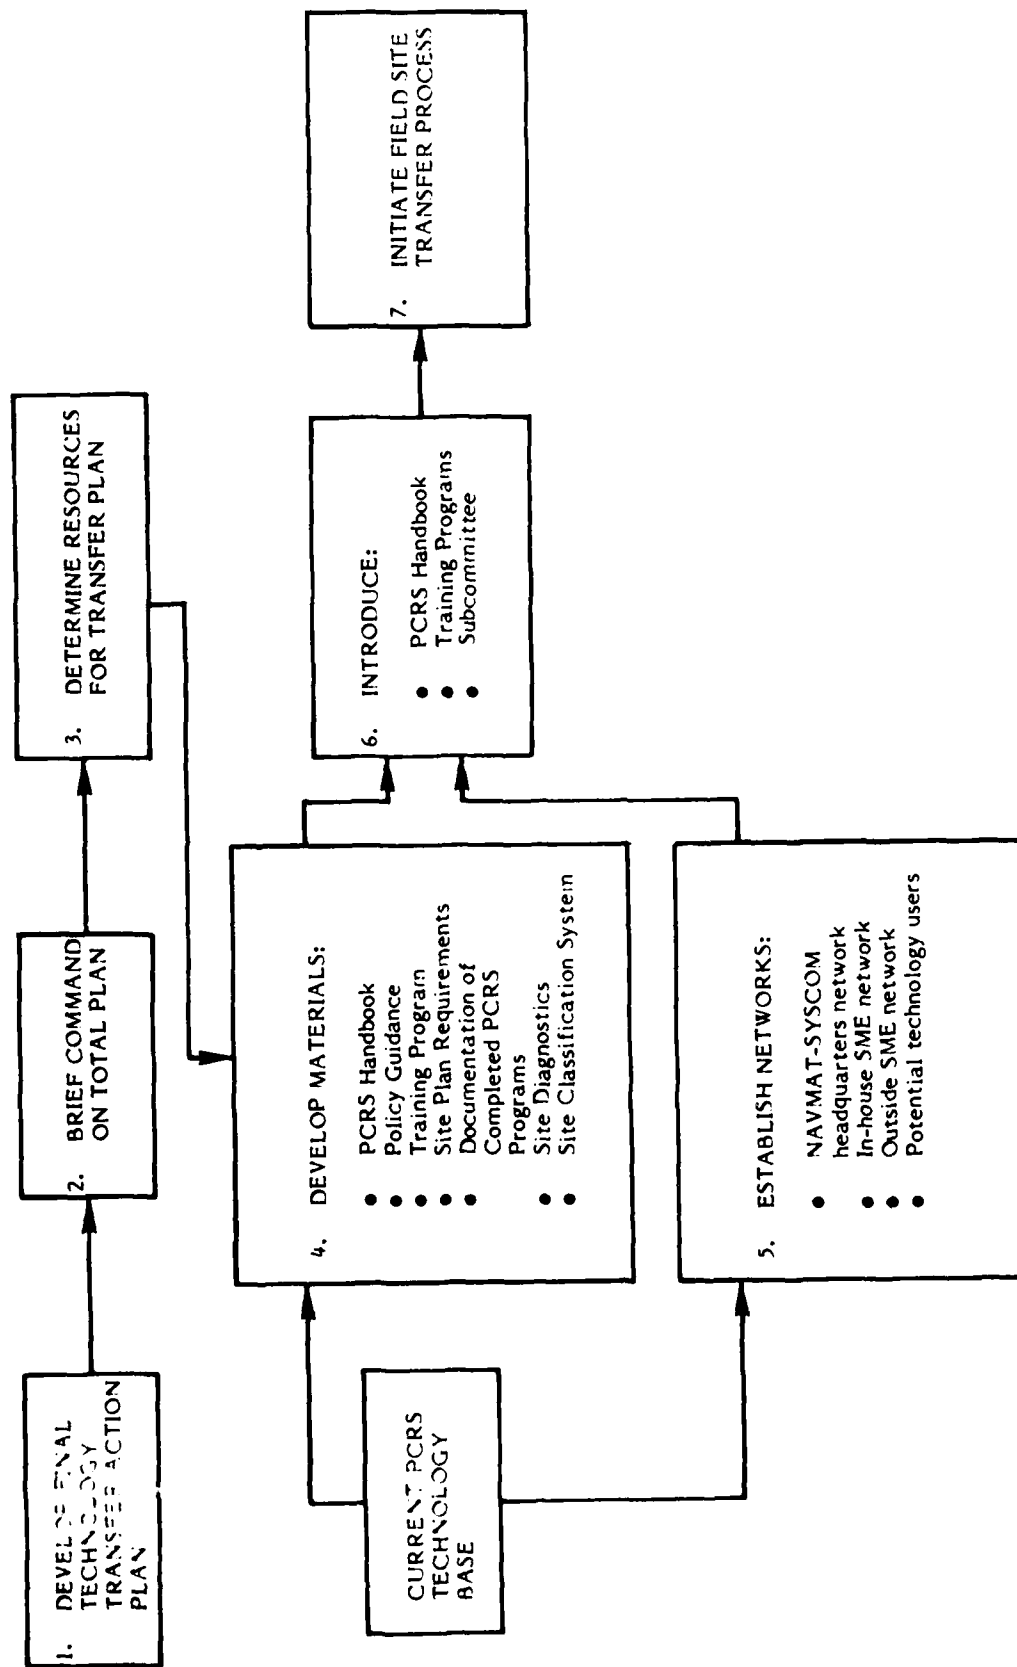 1. DEVELOP FINAL
TECHNOLOGY
TRANSFER ACTION
PLAN
2. BRIEF COMMAND
ON TOTAL PLAN
3. DETERMINE RESOURCES
FOR TRANSFER PLAN
CURRENT PCRS
TECHNOLOGY
BASE
4. DEVELOP MATERIALS:
● PCRS Handbook
● Policy Guidance
● Training Program
● Site Plan Requirements
● Documentation of
Completed PCRS
Programs
● Site Diagnostics
● Site Classification System
5. ESTABLISH NETWORKS:
● NAVMAT-SYSCOM
headquarters network
● In-house SME network
● Outside SME network
● Potential technology users
6. INTRODUCE:
● PCRS Handbook
● Training Programs
● Subcommittee
7. INITIATE FIELD SITE
TRANSFER PROCESS